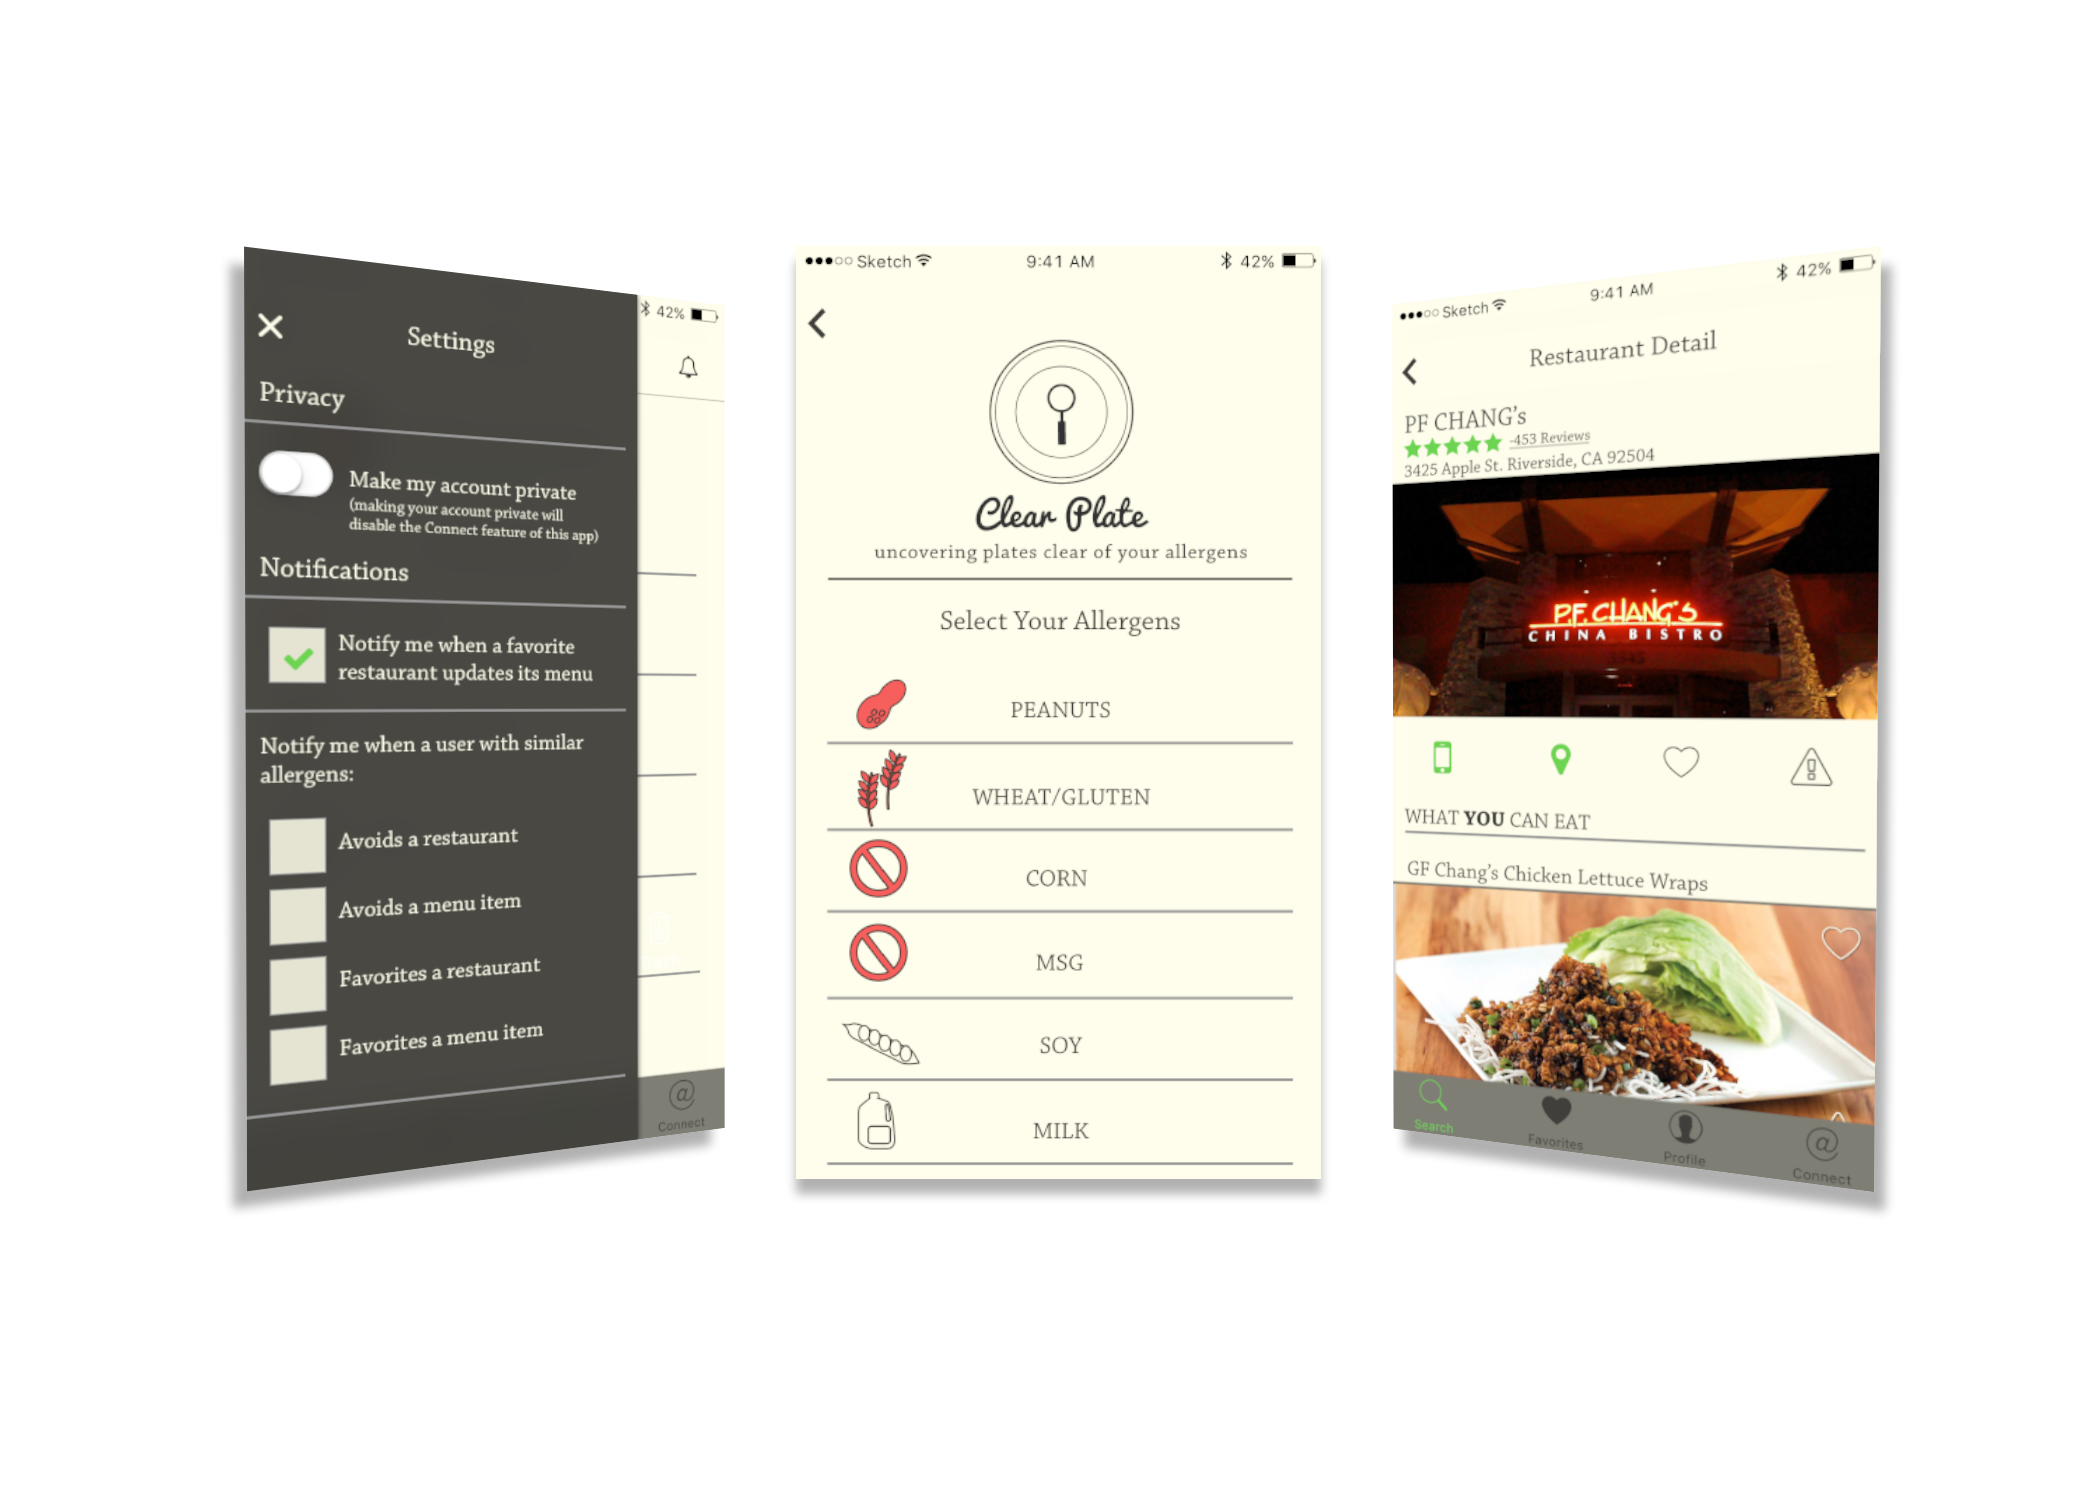 42%
Settings
Privacy
Make my account private
(making your account private will
disable the Connect feature of this app)
Notifications
Notify me when a favorite
restaurant updates its menu
Notify me when a user with similar
allergens:
Avoids a restaurant
Avoids a menu item
Favorites a restaurant
Favorites a menu item
@
Connect
Sketch 9:41 AM 42%
Clear Plate
uncovering plates clear of your allergens
Select Your Allergens
PEANUTS
WHEAT/GLUTEN
CORN
MSG
SOY
MILK
Sketch 9:41 AM 42%
Restaurant Detail
PF CHANG's
-453 Reviews
3425 Apple St. Riverside, CA 92504
P.F. CHANG'S
CHINA BISTRO
WHAT YOU CAN EAT
GF Chang's Chicken Lettuce Wraps
@
Search Favorites Profile Connect